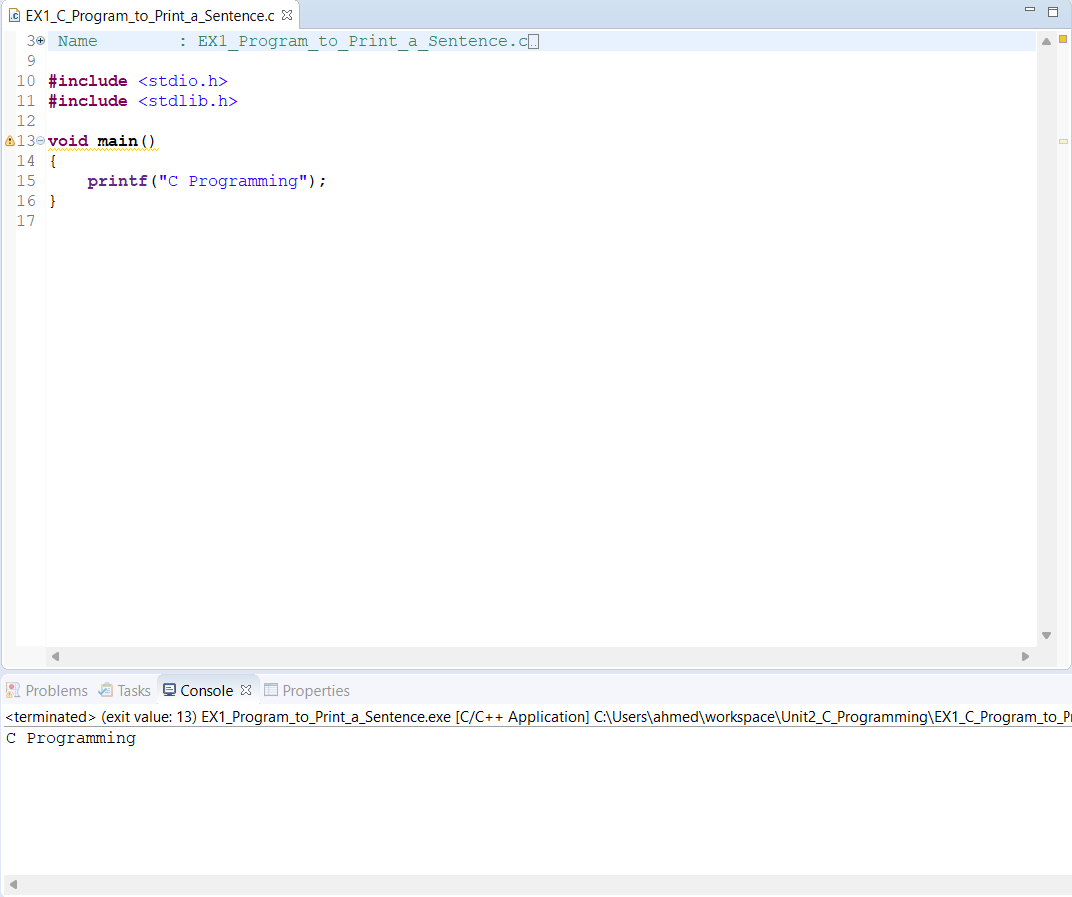 EX1_C_Program_to_Print_a_Sentence.c
3 Name : EX1_Program_to_Print_a_Sentence.c
9
10 #include <stdio.h>
11 #include <stdlib.h>
12
13 void main()
14 {
15 printf("C Programming");
16 }
17
Problems Tasks Console Properties
<terminated> (exit value: 13) EX1_Program_to_Print_a_Sentence.exe [C/C++ Application] C:\Users\ahmed\workspace\Unit2_C_Programming\EX1_C_Program_to_Pr
C Programming